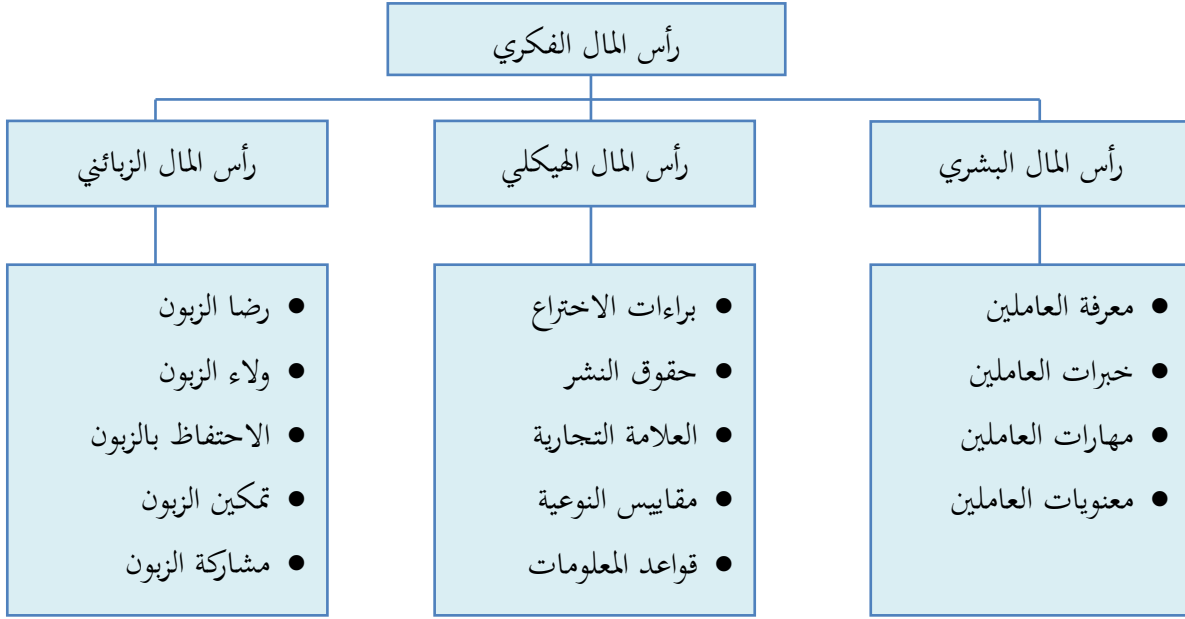 رأس المال الفكري
رأس المال البشري
رأس المال الهيكلي
رأس المال الزبائني
● معرفة العاملين
● خبرات العاملين
● مهارات العاملين
● معنويات العاملين
● براءات الاختراع
● حقوق النشر
● العلامة التجارية
● مقاييس النوعية
● قواعد المعلومات
● رضا الزبون
● ولاء الزبون
● الاحتفاظ بالزبون
● تمكين الزبون
● مشاركة الزبون